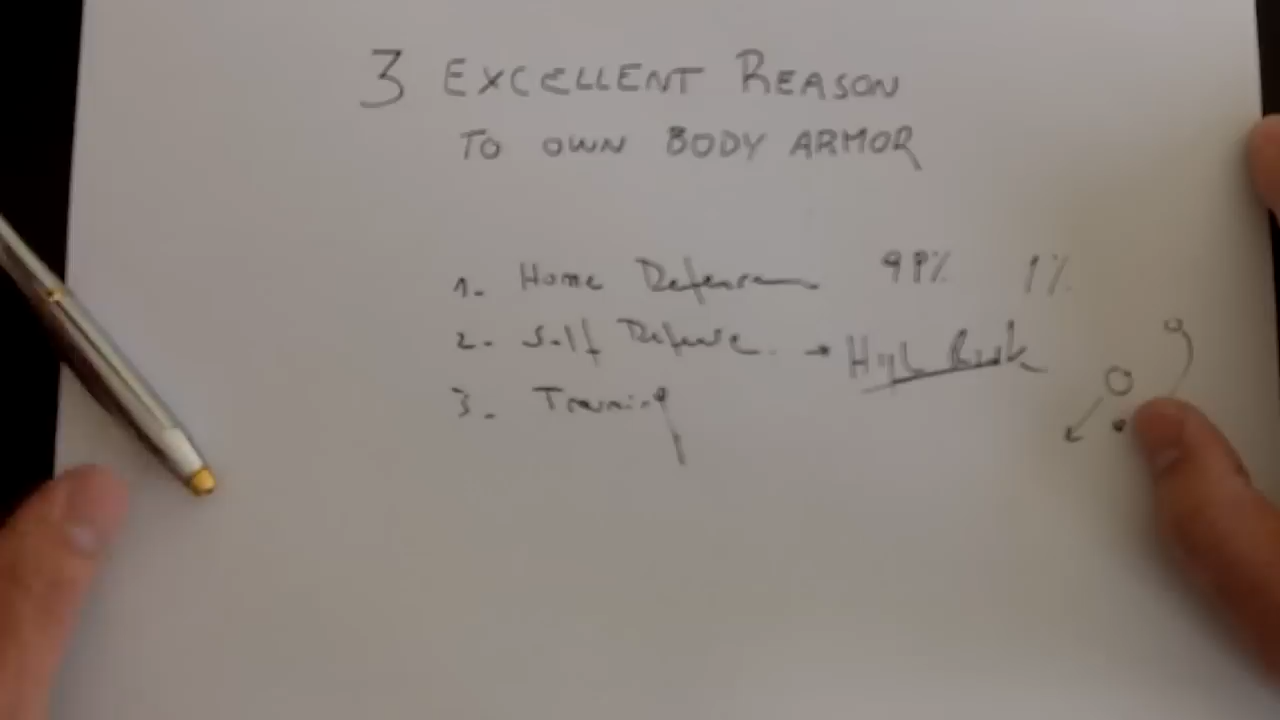 3 EXCELLENT REASON
TO OWN BODY ARMOR
1. Home Defense 99% 1%
2. Self Defense. → High Risk
3. Training